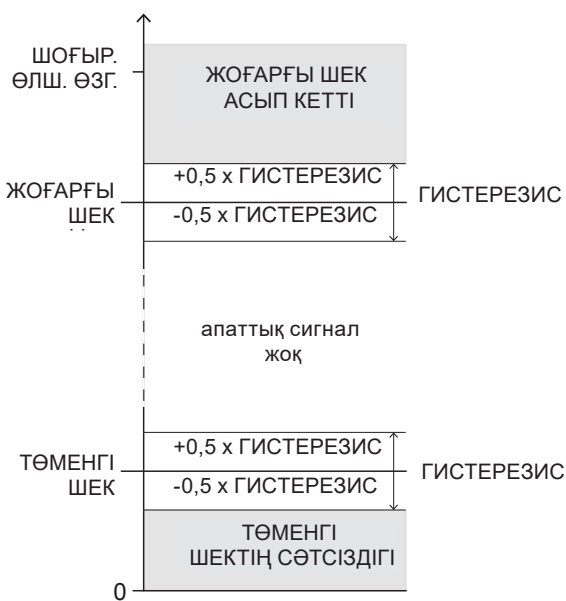 ШОҒЫР.
ӨЛШ. ӨЗГ.
ЖОҒАРҒЫ ШЕК
АСЫП КЕТТІ
+0,5 x ГИСТЕРЕЗИС
ЖОҒАРҒЫ
ШЕК
ГИСТЕРЕЗИС
-0,5 x ГИСТЕРЕЗИС
апаттық сигнал
жоқ
+0,5 x ГИСТЕРЕЗИС
ТӨМЕНГІ
ШЕК
ГИСТЕРЕЗИС
-0,5 x ГИСТЕРЕЗИС
ТӨМЕНГІ
ШЕКТІҢ СӘТСІЗДІГІ
0